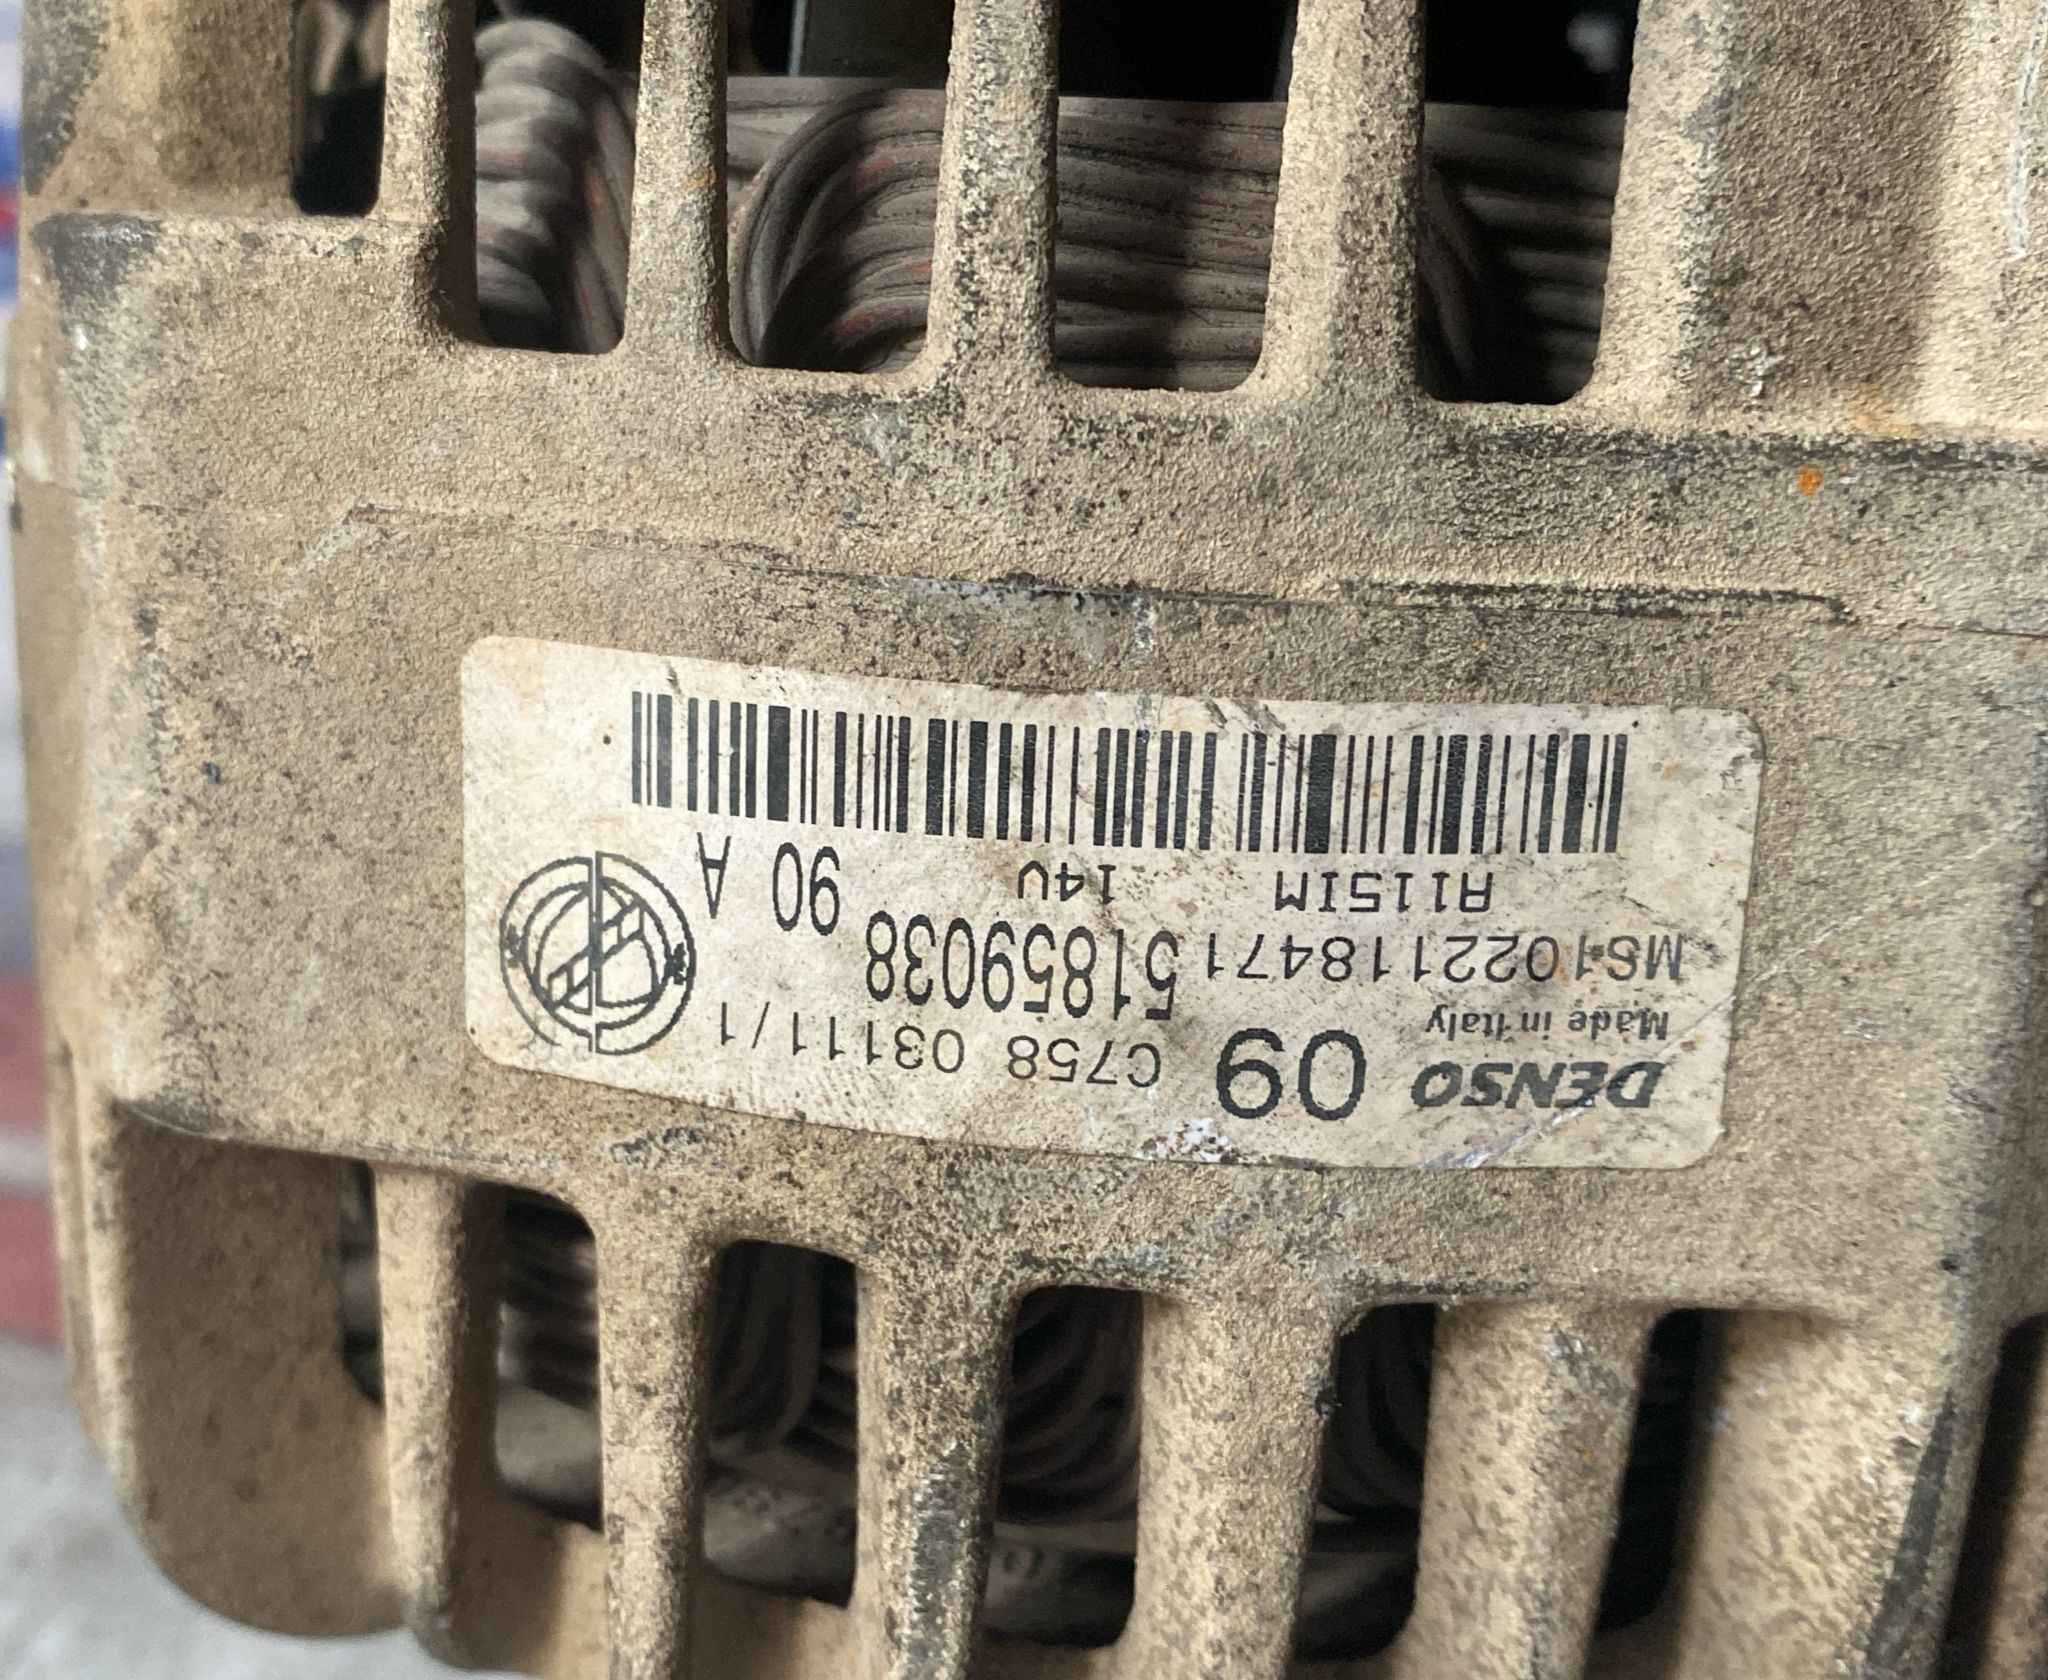 DENSO 09 C758 03111/1
Made in Italy
MS1022118471 51859038
A115IM 14V 90 A